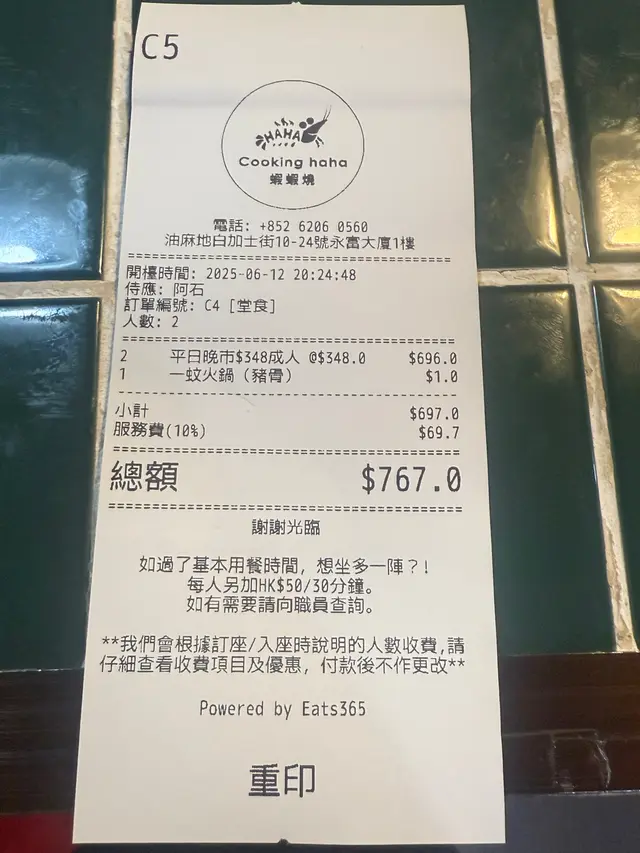 C5
HAHA
Cooking haha
蝦蝦燒
電話: +852 6206 0560
油麻地白加士街10-24號永富大廈1樓
開檯時間: 2025-06-12 20:24:48
侍應: 阿石
訂單編號: C4 [堂食]
人數: 2
2 平日晚市$348成人 @$348.0 $696.0
1 一蚊火鍋 (豬骨) $1.0
小計 $697.0
服務費(10%) $69.7
總額 $767.0
謝謝光臨
如過了基本用餐時間, 想坐多一陣?!
每人另加HK$50/30分鐘。
如有需要請向職員查詢。
**我們會根據訂座/入座時說明的人數收費,請
仔細查看收費項目及優惠, 付款後不作更改**
Powered by Eats365
重印